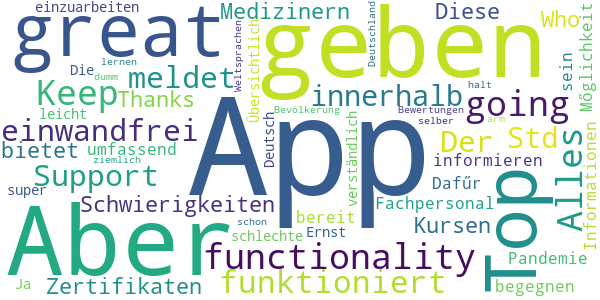 einzuarbeiten
Medizinern
Diese
Who
great
geben
Die
lernen
dumm
Weltsprachen
Übersichtlich
Deutschland
Möglichkeit
Keep
meldet
Thanks
innerhalb
going
sein
leicht
Bevölkerung
halt
Bewertungen
selber
arm
einwandfrei
App
Der
Std
Alles
Informationen
bietet
umfassend
ziemlich
Deutsch
verständlich
informieren
super
Support
Dafűr
Top
Schwierigkeiten
Fachpersonal
Aber
schon
bereit
Kursen
schlechte
Ernst
functionality
Pandemie
Ja
Zertifikaten
funktioniert
begegnen